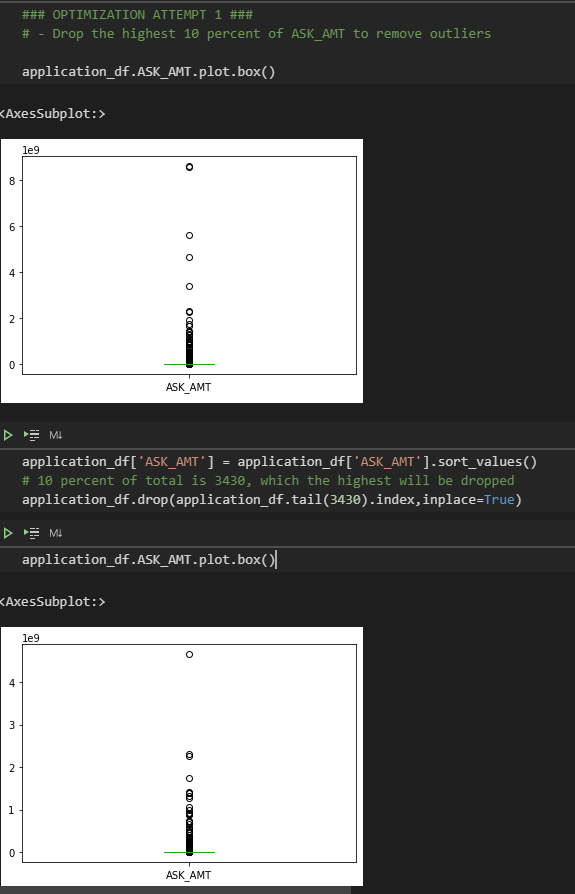 ### OPTIMIZATION ATTEMPT 1 ###
# - Drop the highest 10 percent of ASK_AMT to remove outliers
application_df.ASK_AMT.plot.box()
<AxesSubplot:>
1e9
8
6
4
2
0
ASK_AMT
M↓
application_df['ASK_AMT'] = application_df['ASK_AMT'].sort_values()
# 10 percent of total is 3430, which the highest will be dropped
application_df.drop(application_df.tail(3430).index,inplace=True)
M↓
application_df.ASK_AMT.plot.box()
<AxesSubplot:>
1e9
4
3
2
1
0
ASK_AMT